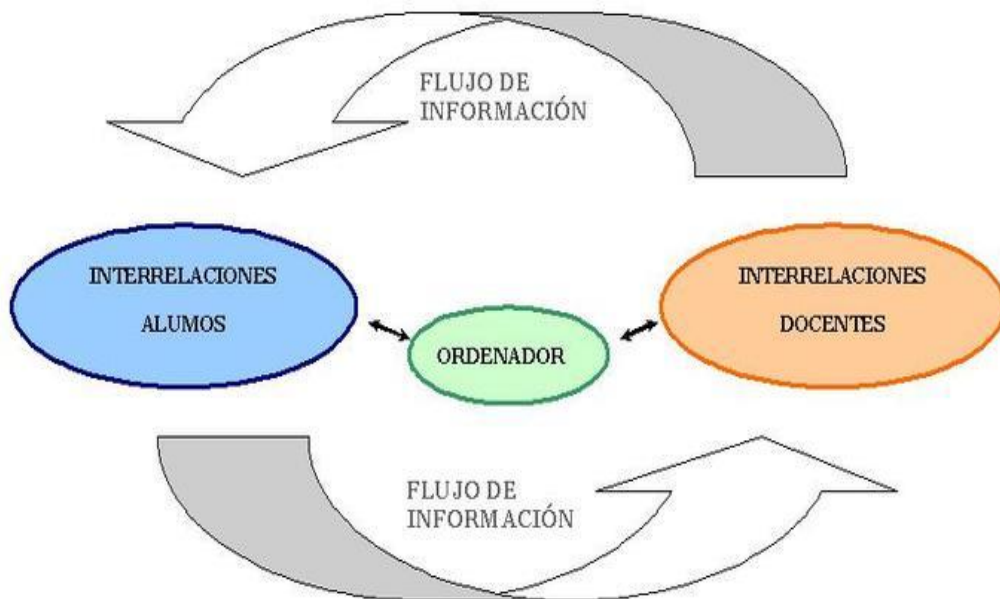 FLUJO DE
INFORMACIÓN
INTERRELACIONES
ALUMOS
INTERRELACIONES
DOCENTES
ORDENADOR
FLUJO DE
INFORMACIÓN